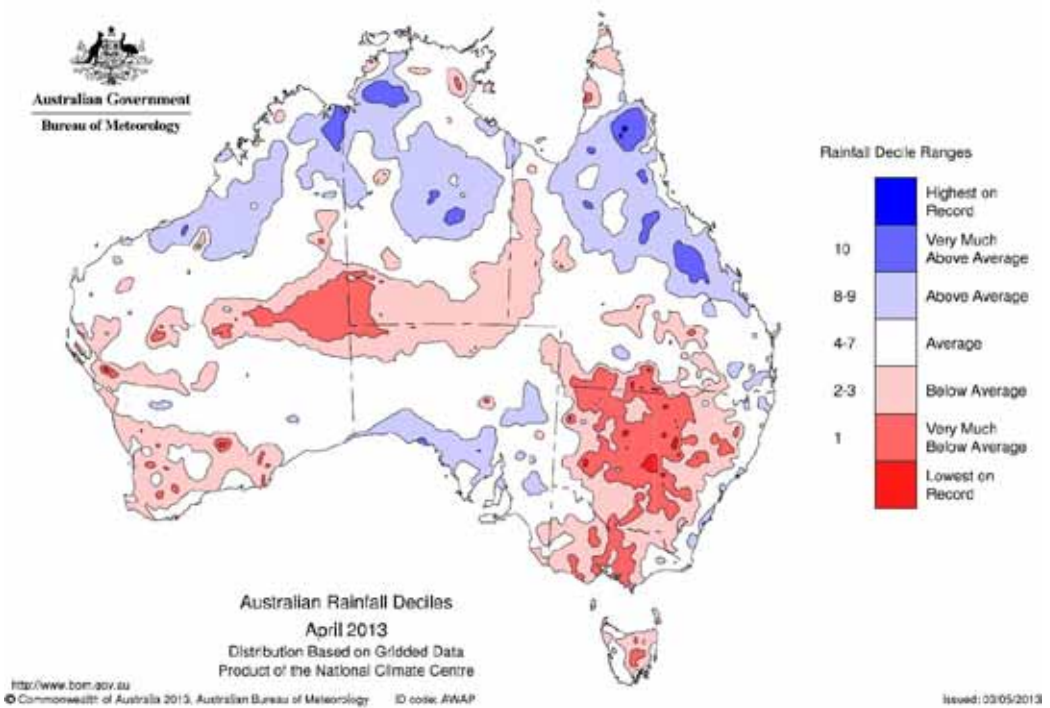 Australian Government
Bureau of Meteorology
Rainfall Decile Ranges
Highest on
Record
10
Very Much
Above Average
8-9
Above Average
4-7
Average
2-3
Below Average
1
Very Much
Below Average
Lowest on
Record
Australian Rainfall Deciles
April 2013
Distribution Based on Gridded Data
Product of the National Climate Centre
http://www.bom.gov.au
© Commonwealth of Australia 2013, Australian Bureau of Meteorology
ID code: AWAP
Issued: 03/05/2013